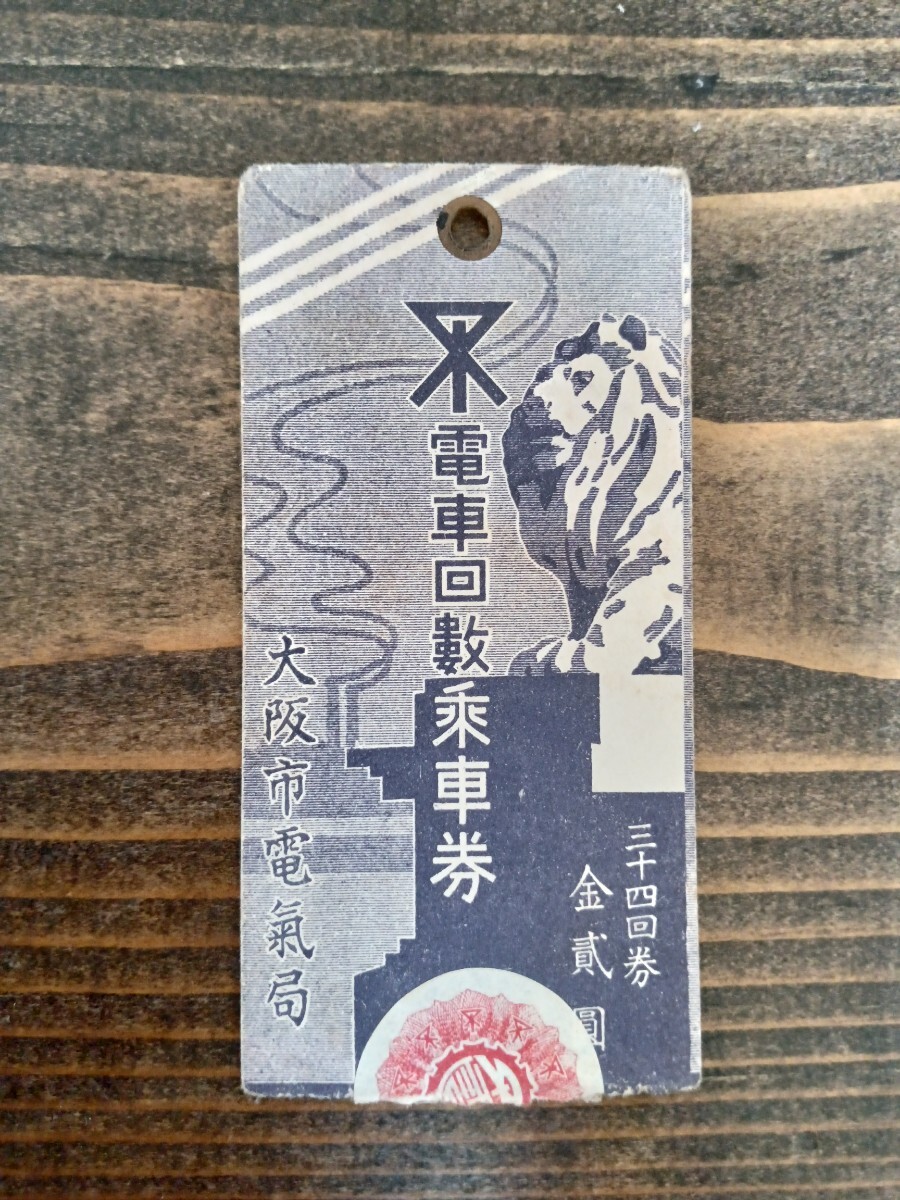 電車回數乘車券
三十四回券
金貳圓
大阪市電氣局